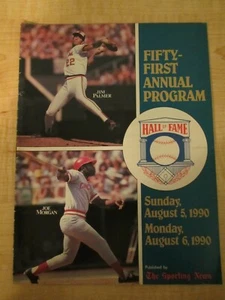 FIFTY-
FIRST
ANNUAL
PROGRAM
22
JIM
PALMER
HALL OF FAME
JOE
MORGAN
Sunday,
August 5, 1990
Monday,
August 6, 1990
Published by
The Sporting News